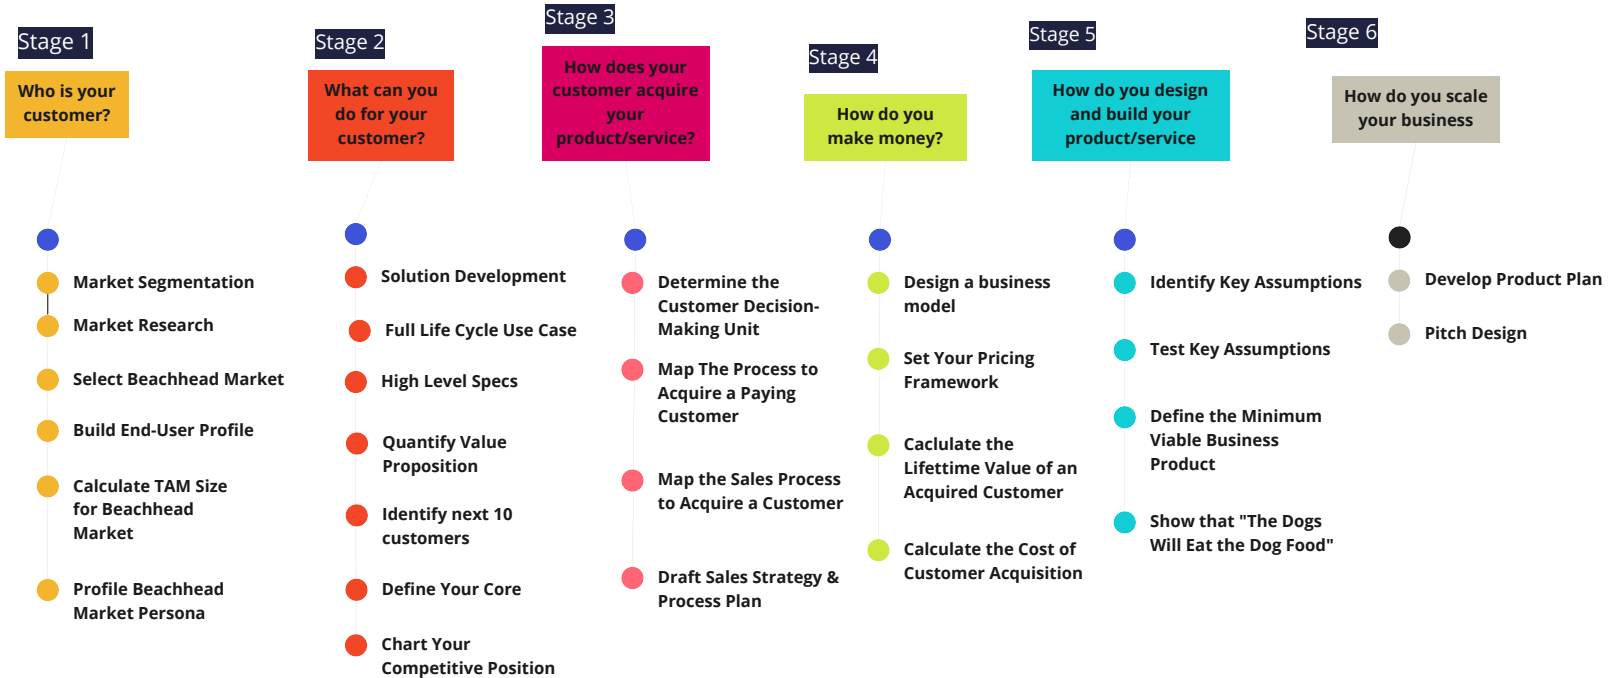 Stage 1
Who is your
customer?
Market Segmentation
Market Research
Select Beachhead Market
Build End-User Profile
Calculate TAM Size
for Beachhead
Market
Profile Beachhead
Market Persona
Stage 2
What can you
do for your
customer?
Solution Development
Full Life Cycle Use Case
High Level Specs
Quantify Value
Proposition
Identify next 10
customers
Define Your Core
Chart Your
Competitive Position
Stage 3
How does your
customer acquire
your
product/service?
Determine the
Customer Decision-
Making Unit
Map The Process to
Acquire a Paying
Customer
Map the Sales Process
to Acquire a Customer
Draft Sales Strategy &
Process Plan
Stage 4
How do you
make money?
Design a business
model
Set Your Pricing
Framework
Caclulate the
Lifettime Value of an
Acquired Customer
Calculate the Cost of
Customer Acquisition
Stage 5
How do you design
and build your
product/service
Identify Key Assumptions
Test Key Assumptions
Define the Minimum
Viable Business
Product
Show that "The Dogs
Will Eat the Dog Food"
Stage 6
How do you scale
your business
Develop Product Plan
Pitch Design